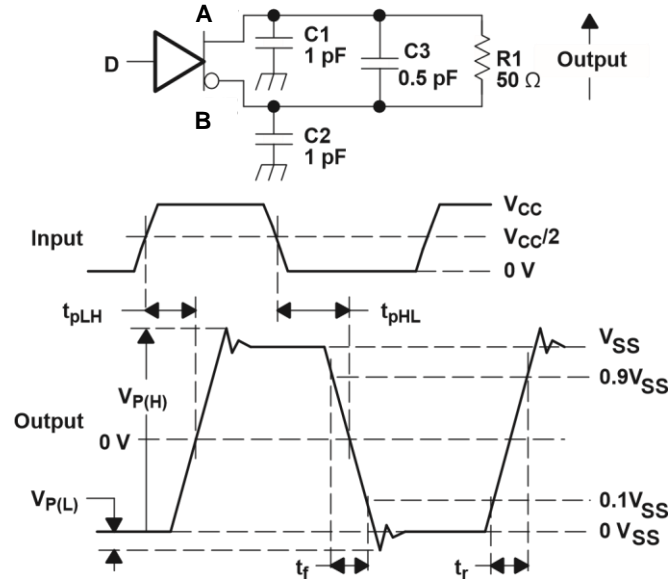 A
C1
1 pF
C3
0.5 pF
R1
50 Ω
Output
D
B
C2
1 pF
Input
VCC
VCC/2
0 V
tpLH
tpHL
VSS
0.9VSS
VP(H)
Output
0 V
VP(L)
0.1VSS
0 VSS
tf
tr